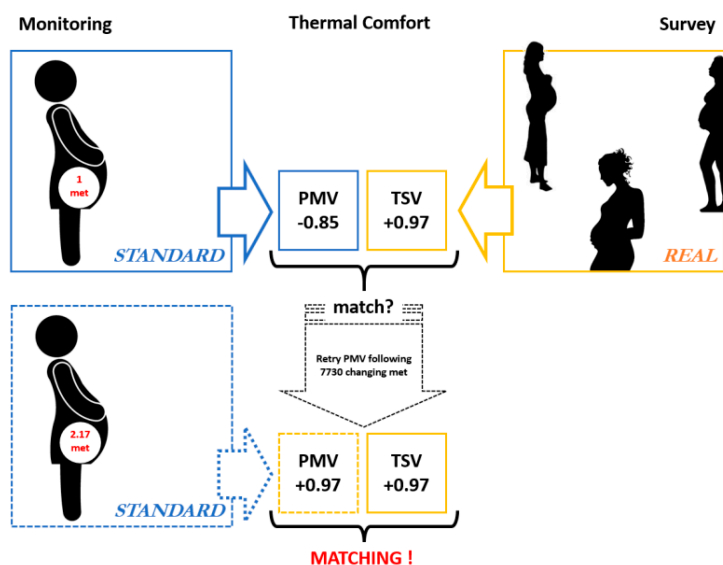 Monitoring
Thermal Comfort
Survey
1
met
STANDARD
PMV
-0.85
TSV
+0.97
REAL
match?
Retry PMV following
7730 changing met
2.17
met
STANDARD
PMV
+0.97
TSV
+0.97
MATCHING !